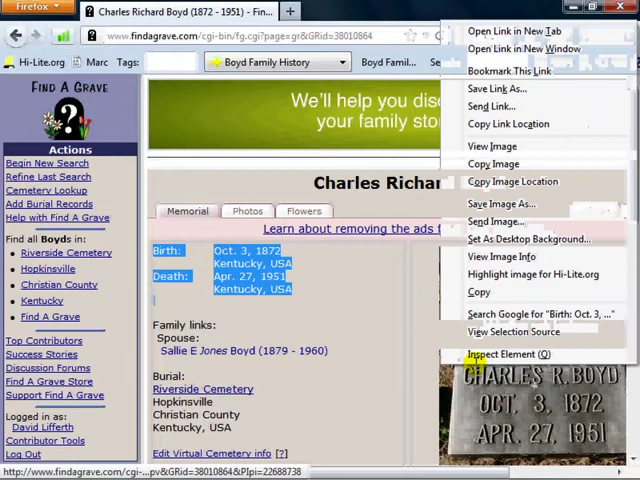 Firefox
Charles Richard Boyd (1872 - 1951) - Fin...
www.findagrave.com/cgi-bin/fg.cgi?page=gr&GRid=38010864
Hi-Lite.org
Marc
Tags:
Boyd Family History
Boyd Famil...
Se
FIND A GRAVE
Actions
Begin New Search
Refine Last Search
Cemetery Lookup
Add Burial Records
Help with Find A Grave
Find all Boyds in:
Riverside Cemetery
Hopkinsville
Christian County
Kentucky
Find A Grave
Top Contributors
Success Stories
Discussion Forums
Find A Grave Store
Support Find A Grave
Logged in as:
David Lifferth
Contributor Tools
Log Out
We'll help you disc
your family sto
Charles Richar
Memorial
Photos
Flowers
Learn about removing the ads f
Birth: Oct. 3, 1872
Kentucky, USA
Death: Apr. 27, 1951
Kentucky, USA
Family links:
Spouse:
Sallie E Jones Boyd (1879 - 1960)
Burial:
Riverside Cemetery
Hopkinsville
Christian County
Kentucky, USA
Edit Virtual Cemetery info [?]
Open Link in New Tab
Open Link in New Window
Bookmark This Link
Save Link As...
Send Link...
Copy Link Location
View Image
Copy Image
Copy Image Location
Save Image As...
Send Image...
Set As Desktop Background...
View Image Info
Highlight image for Hi-Lite.org
Copy
Search Google for "Birth: Oct. 3, ..."
View Selection Source
Inspect Element (Q)
CHARLES R. BOYD
OCT. 3, 1872
APR. 27, 1951
http://www.findagrave.com/cgi-...pv&GRid=38010864&PIpi=22688738